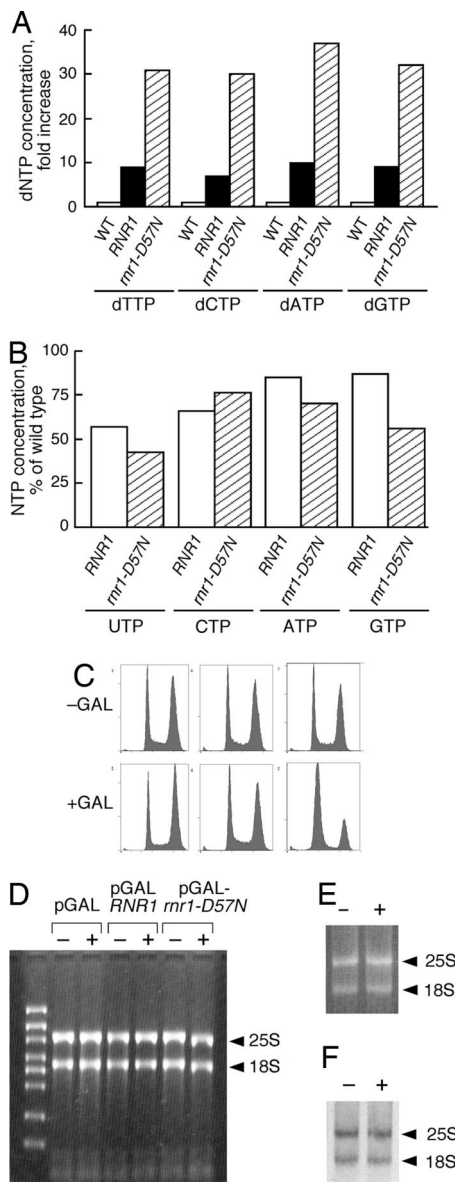 A
dNTP concentration,
fold increase
40
30
20
10
0
WT
RNR1
rnr1-D57N
WT
RNR1
rnr1-D57N
WT
RNR1
rnr1-D57N
WT
RNR1
rnr1-D57N
dTTP dCTP dATP dGTP
B
NTP concentration,
% of wild type
100
75
50
25
0
RNR1
rnr1-D57N
RNR1
rnr1-D57N
RNR1
rnr1-D57N
RNR1
rnr1-D57N
UTP CTP ATP GTP
C
–GAL
+GAL
D
pGAL
pGAL
RNR1
pGAL-
rnr1-D57N
– + – + – +
25S
18S
E
– +
25S
18S
F
– +
25S
18S